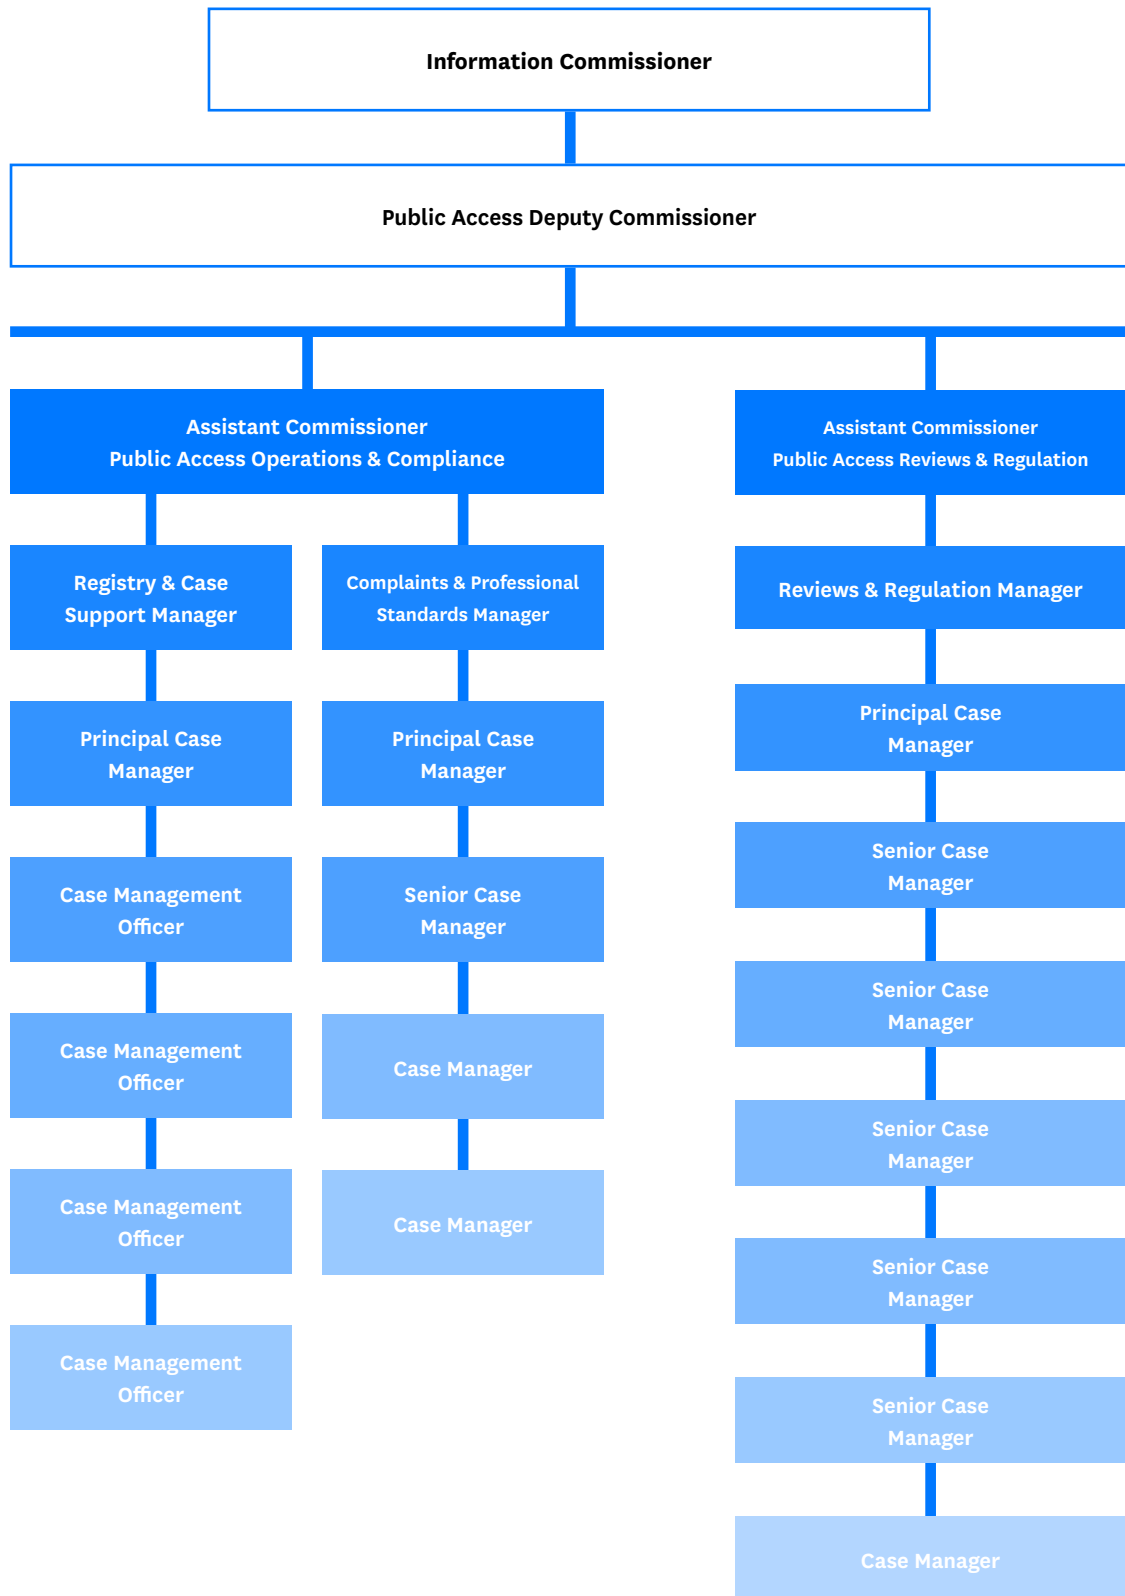 Information Commissioner
Public Access Deputy Commissioner
Assistant Commissioner
Public Access Operations & Compliance
Registry & Case
Support Manager
Principal Case
Manager
Case Management
Officer
Case Management
Officer
Case Management
Officer
Case Management
Officer
Complaints & Professional
Standards Manager
Principal Case
Manager
Senior Case
Manager
Case Manager
Case Manager
Assistant Commissioner
Public Access Reviews & Regulation
Reviews & Regulation Manager
Principal Case
Manager
Senior Case
Manager
Senior Case
Manager
Senior Case
Manager
Senior Case
Manager
Senior Case
Manager
Case Manager